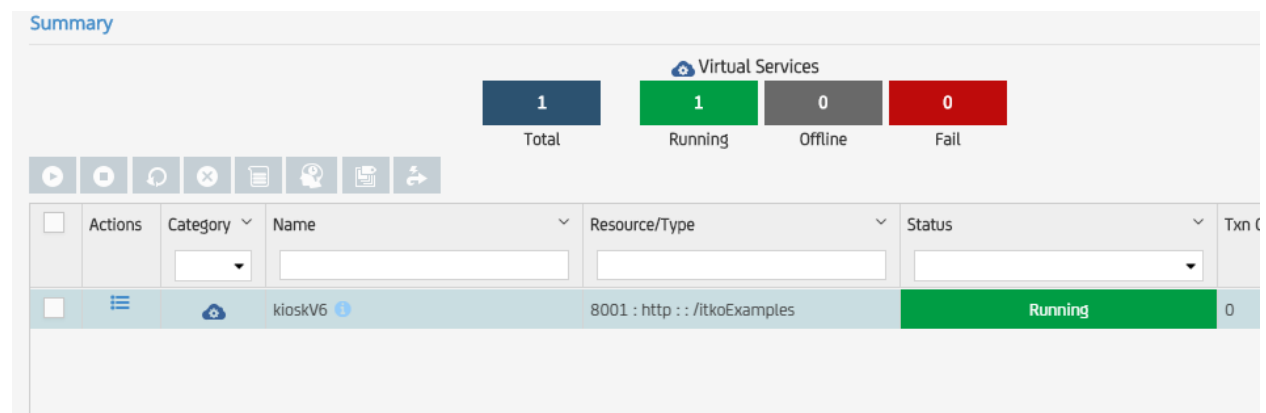 Summary
Virtual Services
1 1 0 0
Total Running Offline Fail
Actions Category Name Resource/Type Status Txn
kioskV6 8001 : http : : /itkoExamples Running 0